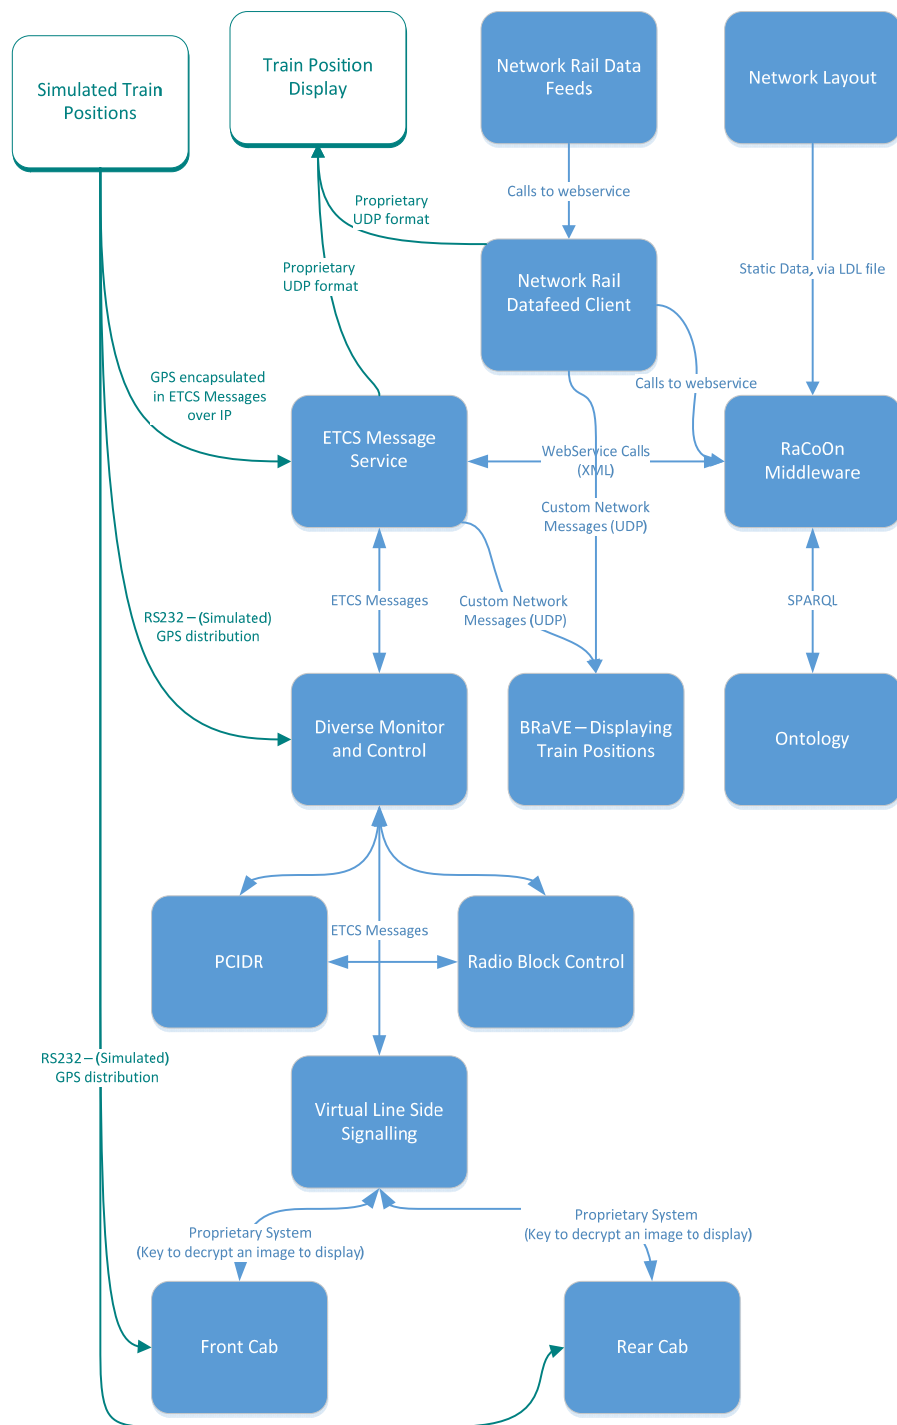 Simulated Train
Positions
Train Position
Display
Network Rail Data
Feeds
Network Layout
Calls to webservice
Proprietary
UDP format
Proprietary
UDP format
Network Rail
Datafeed Client
Static Data, via LDL file
GPS encapsulated
in ETCS Messages
over IP
Calls to webservice
ETCS Message
Service
WebService Calls
(XML)
RaCoOn
Middleware
Custom Network
Messages (UDP)
ETCS Messages
Custom Network
Messages (UDP)
SPARQL
RS232 – (Simulated)
GPS distribution
Diverse Monitor
and Control
BRaVE – Displaying
Train Positions
Ontology
PCIDR
ETCS Messages
Radio Block Control
RS232 – (Simulated)
GPS distribution
Virtual Line Side
Signalling
Proprietary System
(Key to decrypt an image to display)
Proprietary System
(Key to decrypt an image to display)
Front Cab
Rear Cab